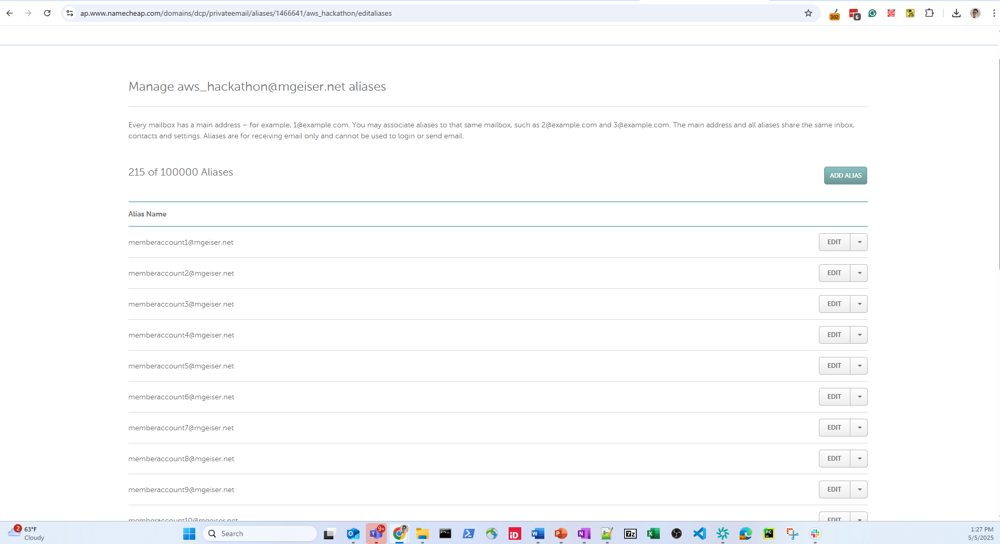 ap.www.namecheap.com/domains/dcp/privateemail/aliases/1466641/aws_hackathon/editaliases
302
6
JS
Manage aws_hackathon@mgeiser.net aliases
Every mailbox has a main address – for example, 1@example.com. You may associate aliases to that same mailbox, such as 2@example.com and 3@example.com. The main address and all aliases share the same inbox,
contacts and settings. Aliases are for receiving email only and cannot be used to login or send email.
215 of 100000 Aliases
ADD ALIAS
Alias Name
memberaccount1@mgeiser.net EDIT
memberaccount2@mgeiser.net EDIT
memberaccount3@mgeiser.net EDIT
memberaccount4@mgeiser.net EDIT
memberaccount5@mgeiser.net EDIT
memberaccount6@mgeiser.net EDIT
memberaccount7@mgeiser.net EDIT
memberaccount8@mgeiser.net EDIT
memberaccount9@mgeiser.net EDIT
memberaccount10@mgeiser.net EDIT
2
63°F
Cloudy
Search
9+
iD
7z
PC
1:27 PM
5/5/2025